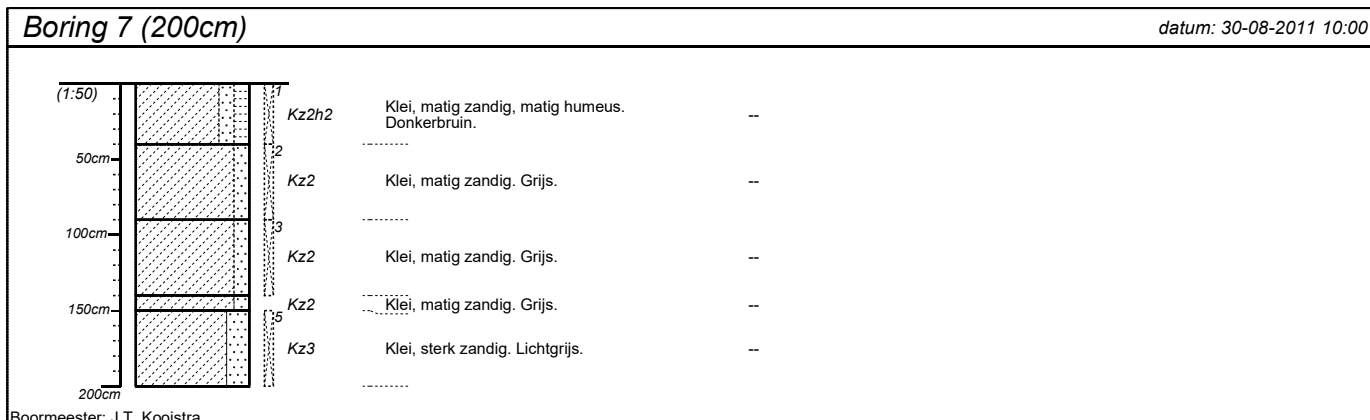 Boring 7 (200cm)
datum: 30-08-2011 10:00
(1:50)
1
Kz2h2
Klei, matig zandig, matig humeus.
Donkerbruin.
--
2
50cm
Kz2
Klei, matig zandig. Grijs.
--
3
100cm
Kz2
Klei, matig zandig. Grijs.
--
Kz2
Klei, matig zandig. Grijs.
--
150cm
5
Kz3
Klei, sterk zandig. Lichtgrijs.
--
200cm
Boormeester: J.T. Kooistra